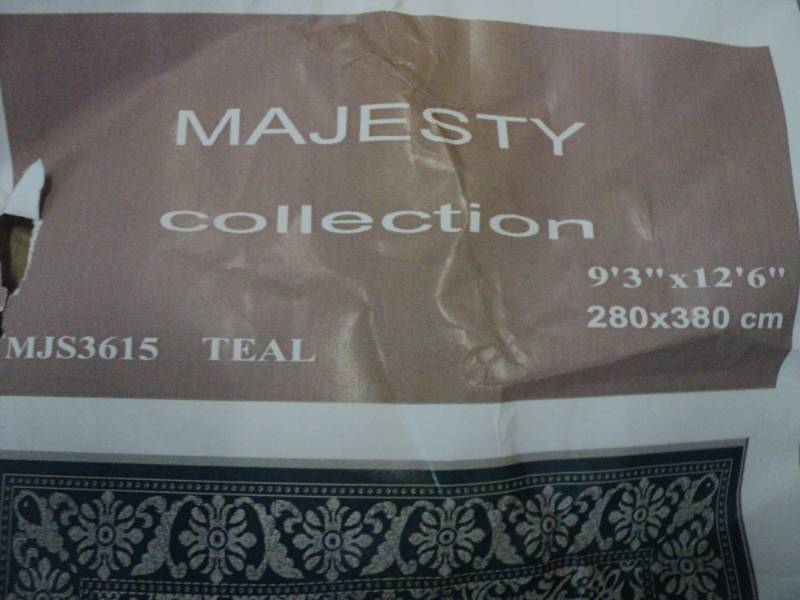 MAJESTY
collection
9'3"x12'6"
280x380 cm
MJS3615 TEAL